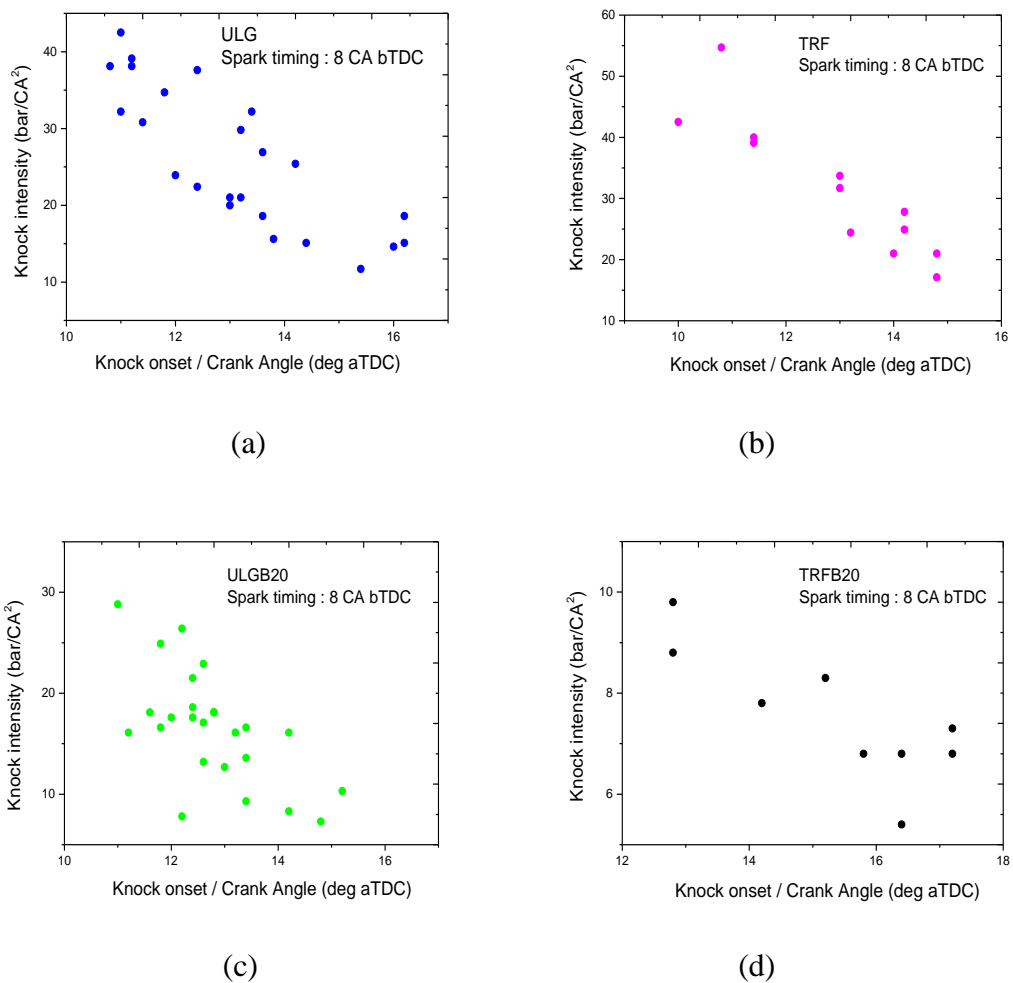 ULG
Spark timing : 8 CA bTDC
Knock intensity (bar/CA²)
40
30
20
10
10 12 14 16
Knock onset / Crank Angle (deg aTDC)
(a)
TRF
Spark timing : 8 CA bTDC
Knock intensity (bar/CA²)
60
50
40
30
20
10
10 12 14 16
Knock onset / Crank Angle (deg aTDC)
(b)
ULGB20
Spark timing : 8 CA bTDC
Knock intensity (bar/CA²)
30
20
10
10 12 14 16
Knock onset / Crank Angle (deg aTDC)
(c)
TRFB20
Spark timing : 8 CA bTDC
Knock intensity (bar/CA²)
10
8
6
12 14 16 18
Knock onset / Crank Angle (deg aTDC)
(d)